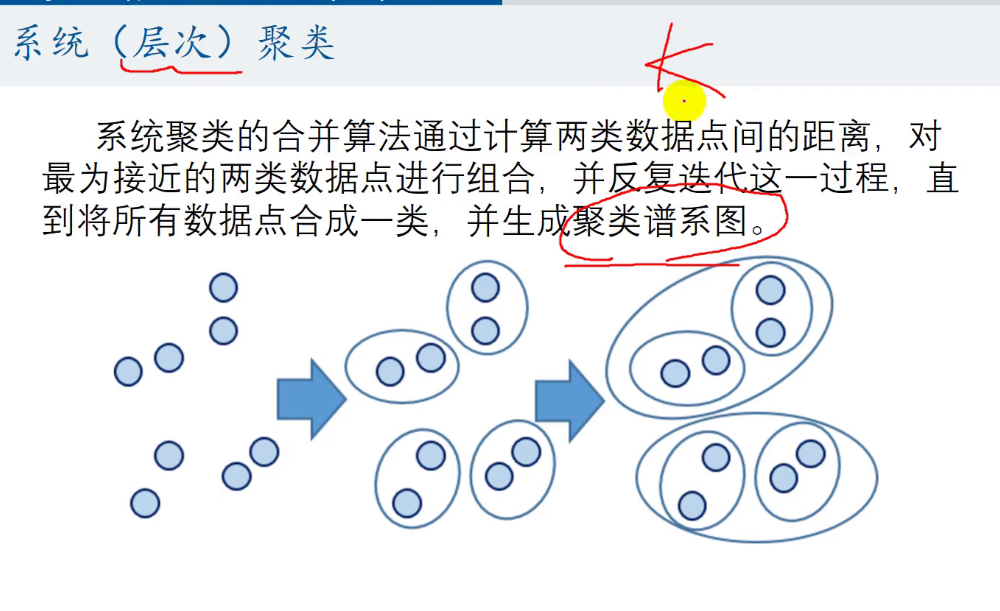 系统（层次）聚类
K
系统聚类的合并算法通过计算两类数据点间的距离，对
最为接近的两类数据点进行组合，并反复迭代这一过程，直
到将所有数据点合成一类，并生成聚类谱系图。